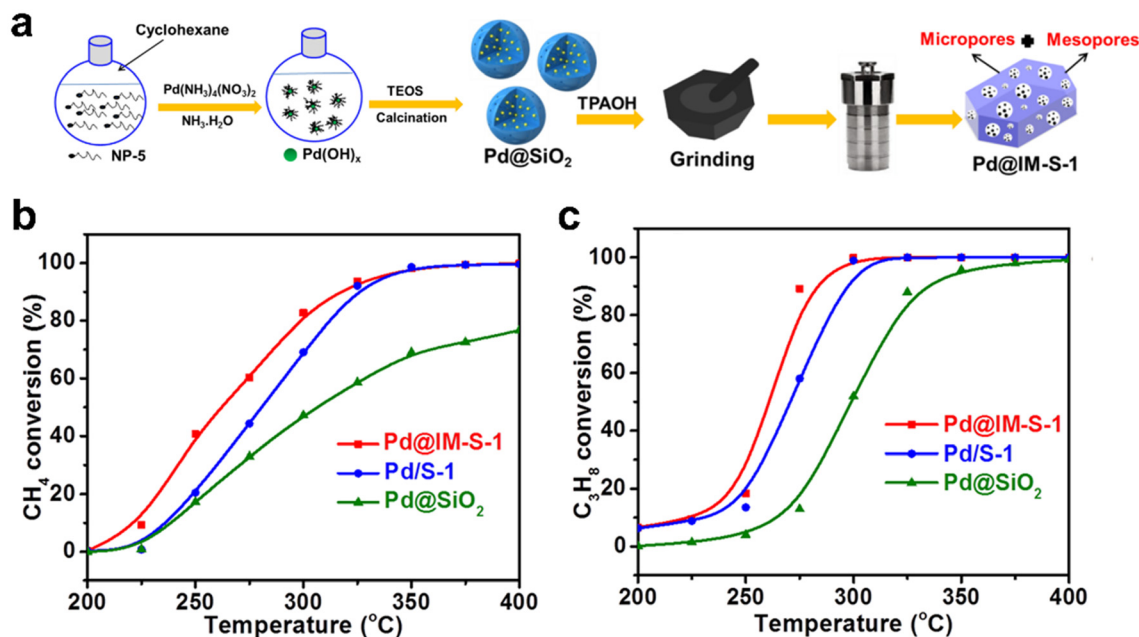 a
Cyclohexane
Pd(NH₃)₄(NO₃)₂
NH₃.H₂O
NP-5
Pd(OH)ₓ
TEOS
Calcination
Pd@SiO₂
TPAOH
Grinding
Micropores + Mesopores
Pd@IM-S-1
b
CH₄ conversion (%)
100
80
60
40
20
0
Pd@IM-S-1
Pd/S-1
Pd@SiO₂
200 250 300 350 400
Temperature (°C)
c
C₃H₈ conversion (%)
100
80
60
40
20
0
Pd@IM-S-1
Pd/S-1
Pd@SiO₂
200 250 300 350 400
Temperature (°C)